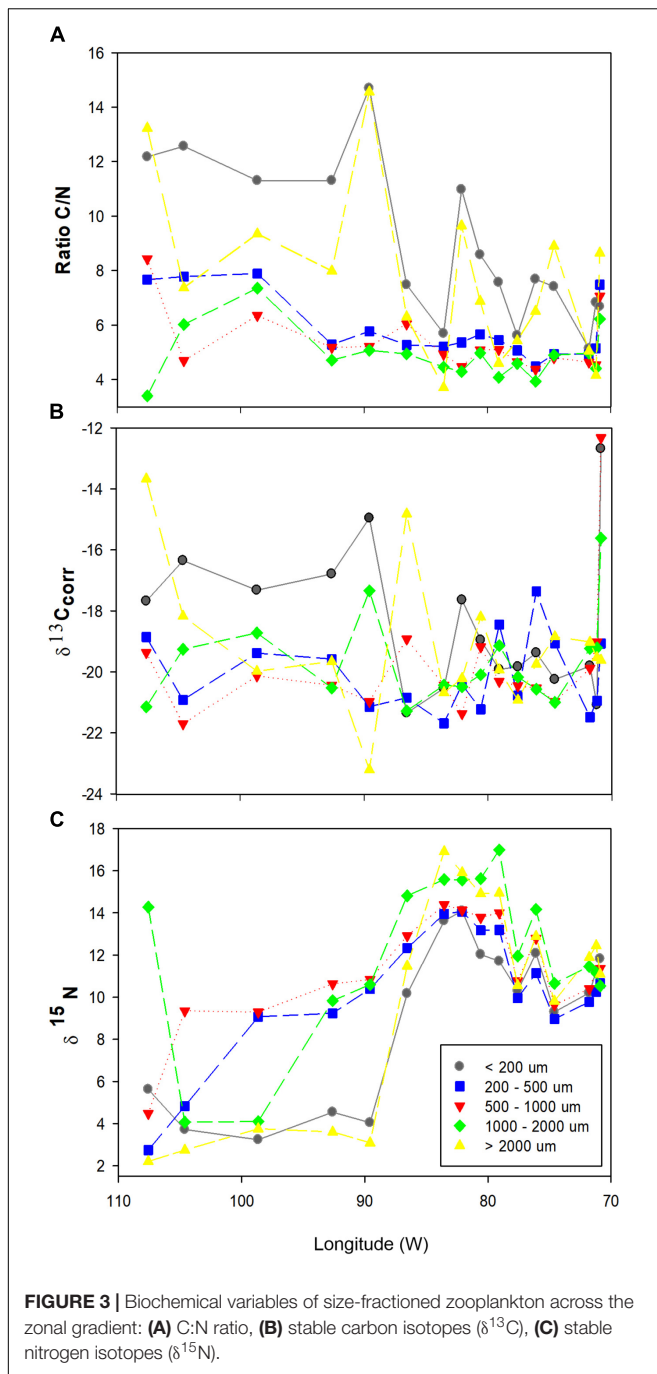 A
16
14
12
10
8
6
4
Ratio C/N
B
-12
-14
-16
-18
-20
-22
-24
δ13Ccorr
C
18
16
14
12
10
8
6
4
2
δ 15 N
< 200 um
200 - 500 um
500 - 1000 um
1000 - 2000 um
> 2000 um
110 100 90 80 70
Longitude (W)
FIGURE 3 | Biochemical variables of size-fractioned zooplankton across the
zonal gradient: (A) C:N ratio, (B) stable carbon isotopes (δ13C), (C) stable
nitrogen isotopes (δ15N).